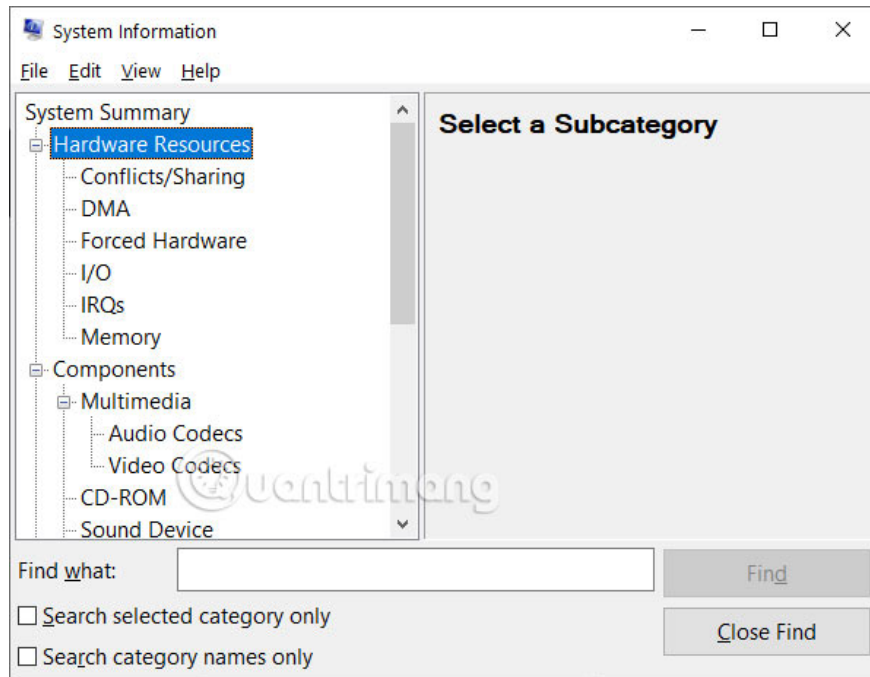 System Information
File Edit View Help
System Summary
Hardware Resources
Conflicts/Sharing
DMA
Forced Hardware
I/O
IRQs
Memory
Components
Multimedia
Audio Codecs
Video Codecs
CD-ROM
Sound Device
Select a Subcategory
Quantrimang
Find what:
Find
Search selected category only
Close Find
Search category names only